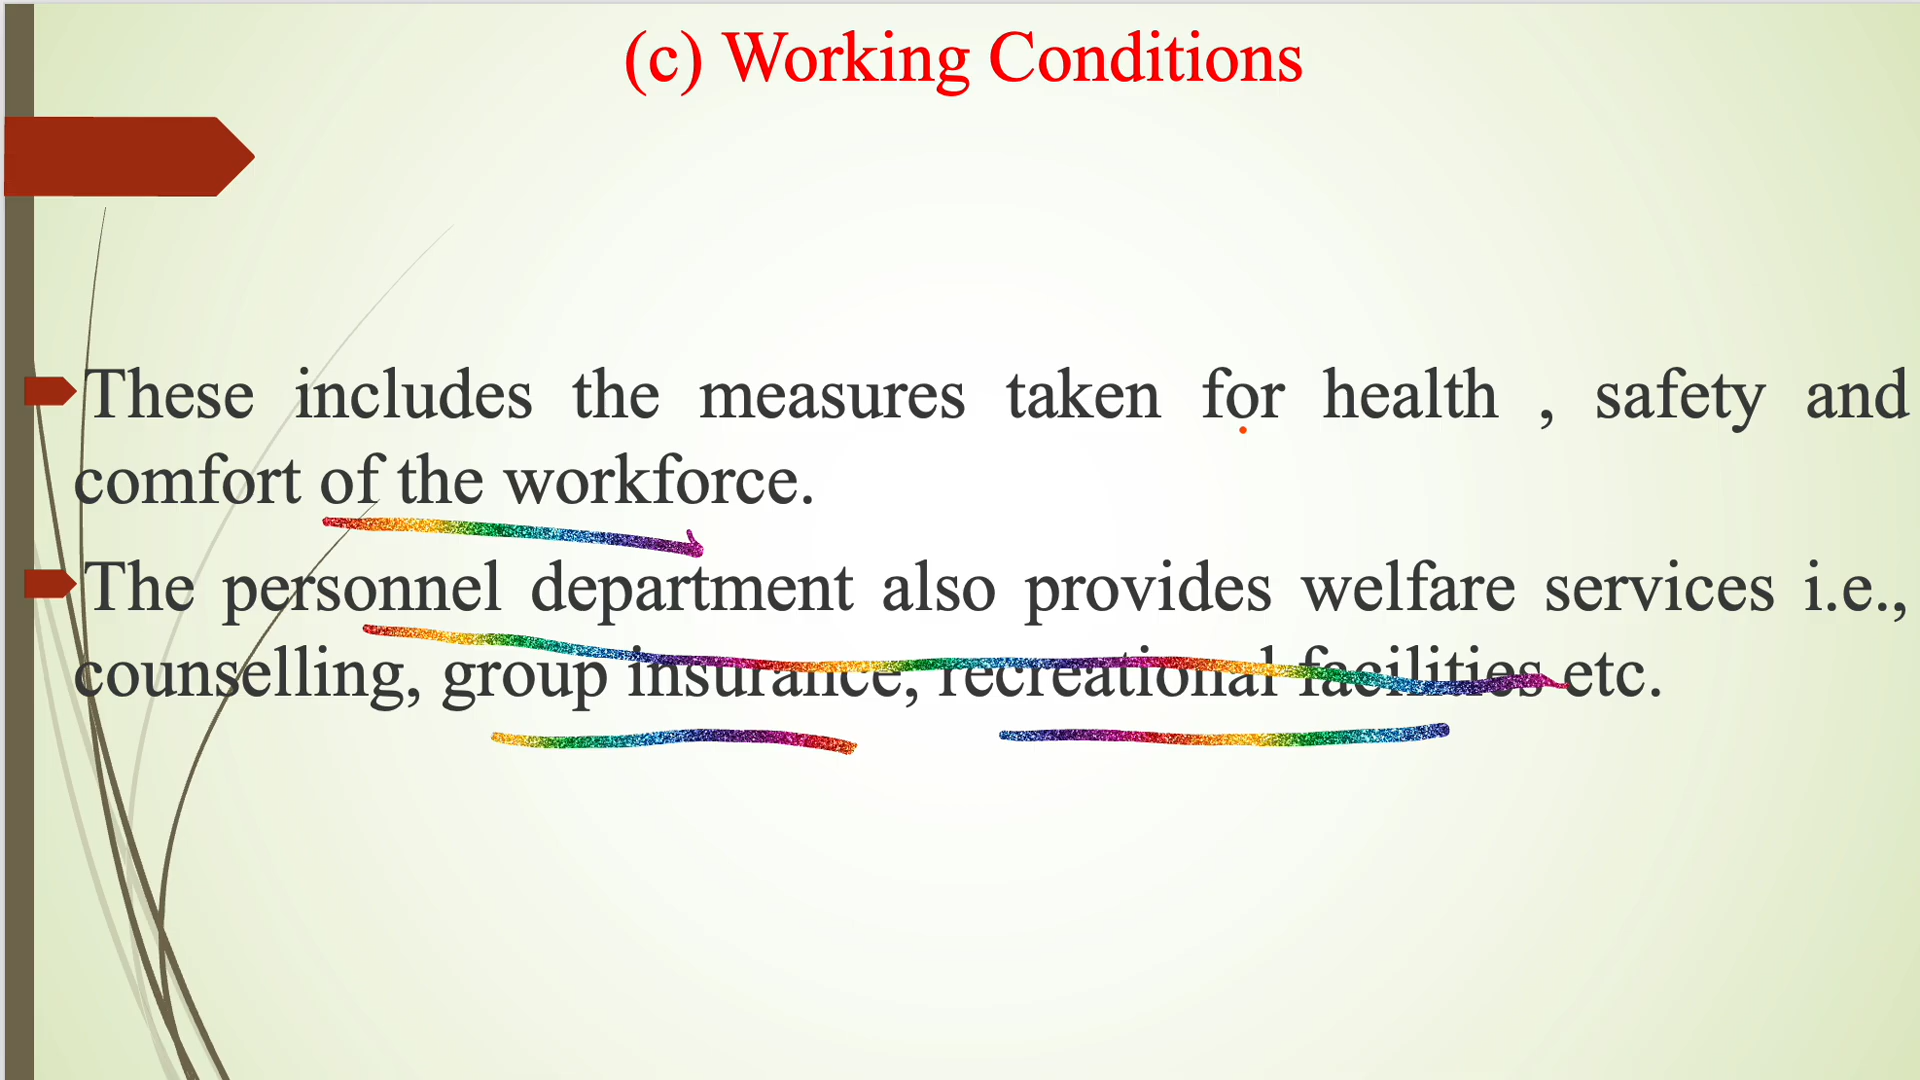 (c) Working Conditions
These includes the measures taken for health , safety and
comfort of the workforce.
The personnel department also provides welfare services i.e.,
counselling, group insurance, recreational facilities etc.